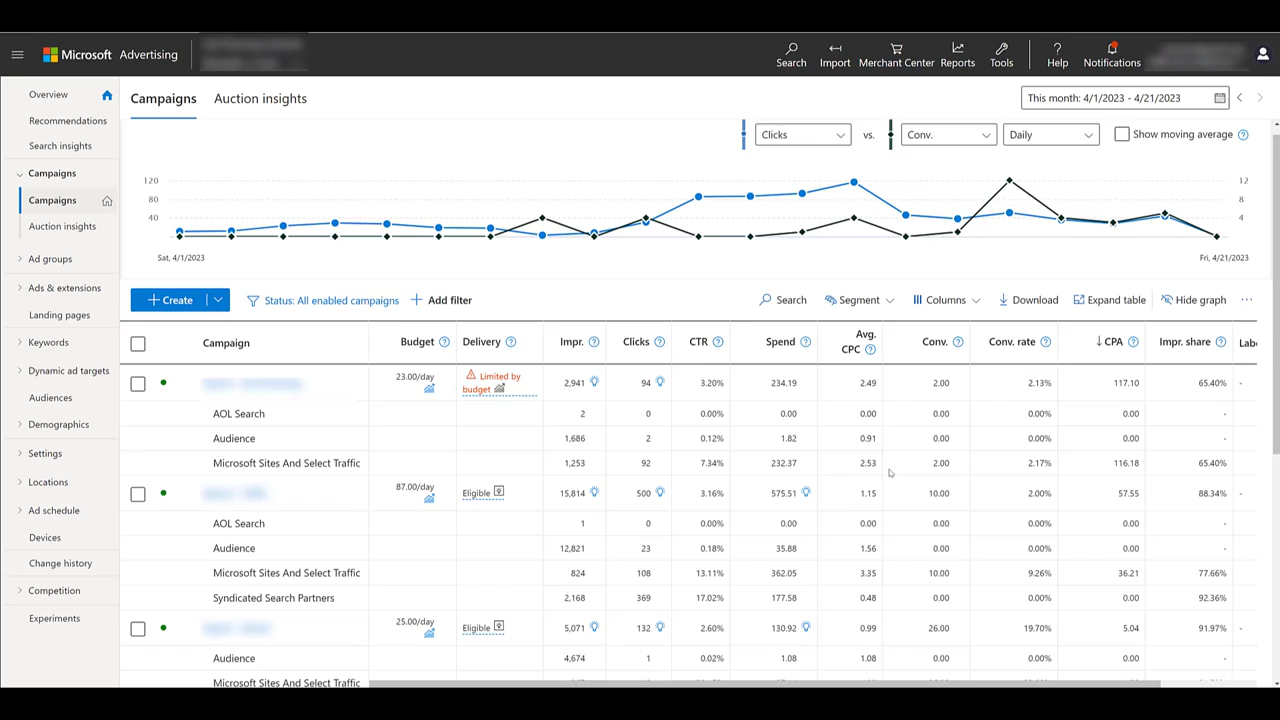 Microsoft Advertising
Search Import Merchant Center Reports Tools Help Notifications
Overview
Recommendations
Search insights
Campaigns
Campaigns
Auction insights
Ad groups
Ads & extensions
Landing pages
Keywords
Dynamic ad targets
Audiences
Demographics
Settings
Locations
Ad schedule
Devices
Change history
Competition
Experiments
Campaigns Auction insights This month: 4/1/2023 - 4/21/2023
Clicks vs. Conv. Daily Show moving average
120 12
80 8
40 4
Sat, 4/1/2023 Fri, 4/21/2023
Create Status: All enabled campaigns Add filter Search Segment Columns Download Expand table Hide graph
Campaign Budget Delivery Impr. Clicks CTR Spend Avg. CPC Conv. Conv. rate CPA Impr. share Labe
23.00/day Limited by budget 2,941 94 3.20% 234.19 2.49 2.00 2.13% 117.10 65.40% -
AOL Search 2 0 0.00% 0.00 0.00 0.00 0.00% 0.00 -
Audience 1,686 2 0.12% 1.82 0.91 0.00 0.00% 0.00 -
Microsoft Sites And Select Traffic 1,253 92 7.34% 232.37 2.53 2.00 2.17% 116.18 65.40%
87.00/day Eligible 15,814 500 3.16% 575.51 1.15 10.00 2.00% 57.55 88.34% -
AOL Search 1 0 0.00% 0.00 0.00 0.00 0.00% 0.00 -
Audience 12,821 23 0.18% 35.88 1.56 0.00 0.00% 0.00 -
Microsoft Sites And Select Traffic 824 108 13.11% 362.05 3.35 10.00 9.26% 36.21 77.66%
Syndicated Search Partners 2,168 369 17.02% 177.58 0.48 0.00 0.00% 0.00 92.36%
25.00/day Eligible 5,071 132 2.60% 130.92 0.99 26.00 19.70% 5.04 91.97% -
Audience 4,674 1 0.02% 1.08 1.08 0.00 0.00% 0.00 -
Microsoft Sites And Select Traffic